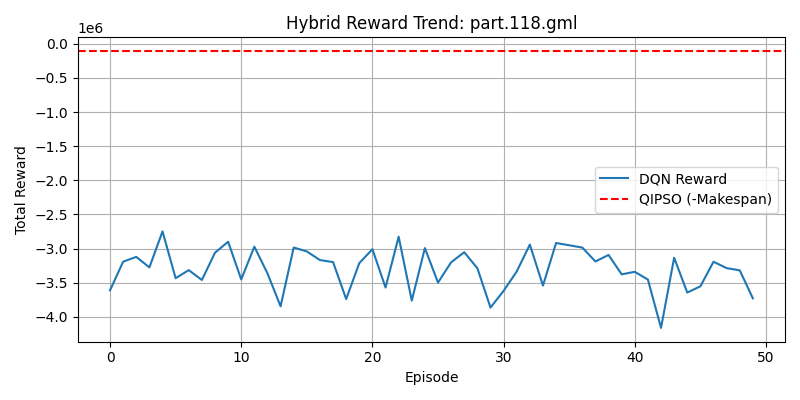 Hybrid Reward Trend: part.118.gml
1e6
0.0
−0.5
−1.0
−1.5
−2.0
−2.5
−3.0
−3.5
−4.0
Total Reward
DQN Reward
QIPSO (-Makespan)
0 10 20 30 40 50
Episode